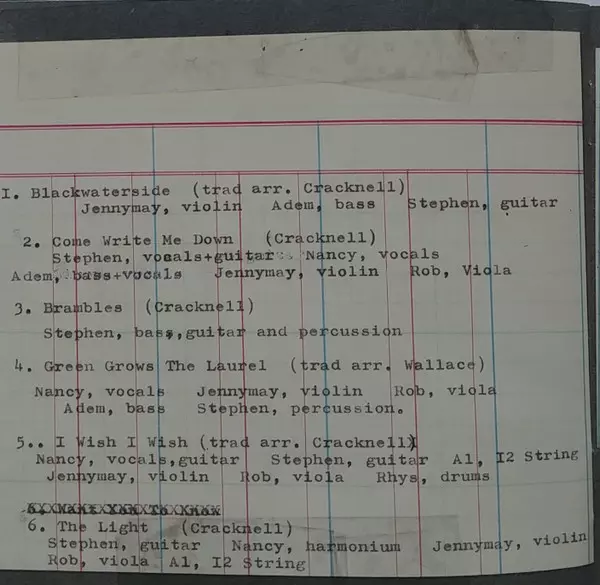 I. Blackwaterside (trad arr. Cracknell)
Jennymay, violin Adem, bass Stephen, guitar
2. Come Write Me Down (Cracknell)
Stephen, vocals+guitar Nancy, vocals
Adem, bass+vocals Jennymay, violin Rob, Viola
3. Brambles (Cracknell)
Stephen, bass,guitar and percussion
4. Green Grows The Laurel (trad arr. Wallace)
Nancy, vocals Jennymay, violin Rob, viola
Adem, bass Stephen, percussion.
5.. I Wish I Wish (trad arr. Cracknell)
Nancy, vocals,guitar Stephen, guitar Al, I2 String
Jennymay, violin Rob, viola Rhys, drums
6. The Light (Cracknell)
Stephen, guitar Nancy, harmonium Jennymay, violin
Rob, viola Al, I2 String